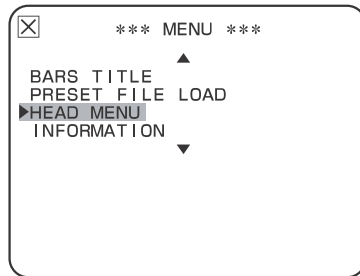 *** MENU ***
BARS TITLE
PRESET FILE LOAD
HEAD MENU
INFORMATION